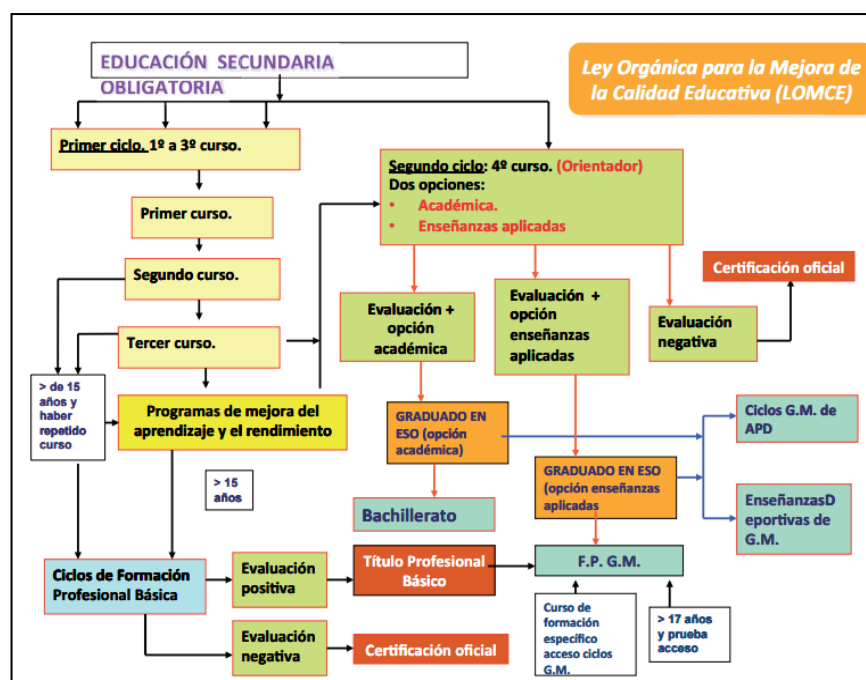 EDUCACIÓN SECUNDARIA
OBLIGATORIA
Ley Orgánica para la Mejora de
la Calidad Educativa (LOMCE)
Primer ciclo. 1º a 3º curso.
Segundo ciclo: 4º curso. (Orientador)
Dos opciones:
• Académica.
• Enseñanzas aplicadas
Primer curso.
Segundo curso.
Certificación oficial
Evaluación +
opción
académica
Evaluación +
opción
enseñanzas
aplicadas
Evaluación
negativa
Tercer curso.
> de 15
años y
haber
repetido
curso
Programas de mejora del
aprendizaje y el rendimiento
GRADUADO EN
ESO (opción
académica)
Ciclos G.M. de
APD
> 15
años
GRADUADO EN ESO
(opción enseñanzas
aplicadas
Bachillerato
EnseñanzasD
eportivas de
G.M.
Ciclos de Formación
Profesional Básica
Evaluación
positiva
Título Profesional
Básico
F.P. G.M.
Curso de
formación
específico
acceso ciclos
G.M.
> 17 años
y prueba
acceso
Evaluación
negativa
Certificación oficial